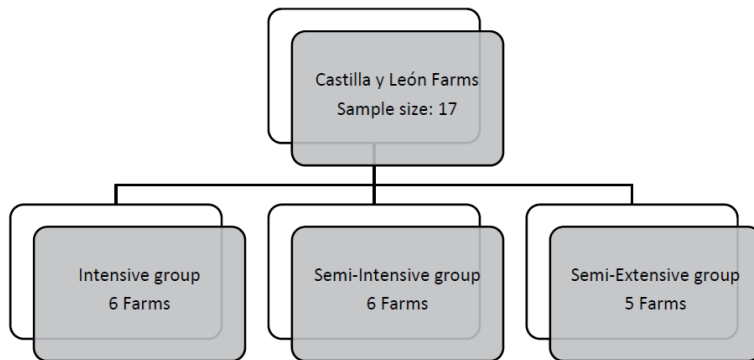 Castilla y León Farms
Sample size: 17
Intensive group
6 Farms
Semi-Intensive group
6 Farms
Semi-Extensive group
5 Farms